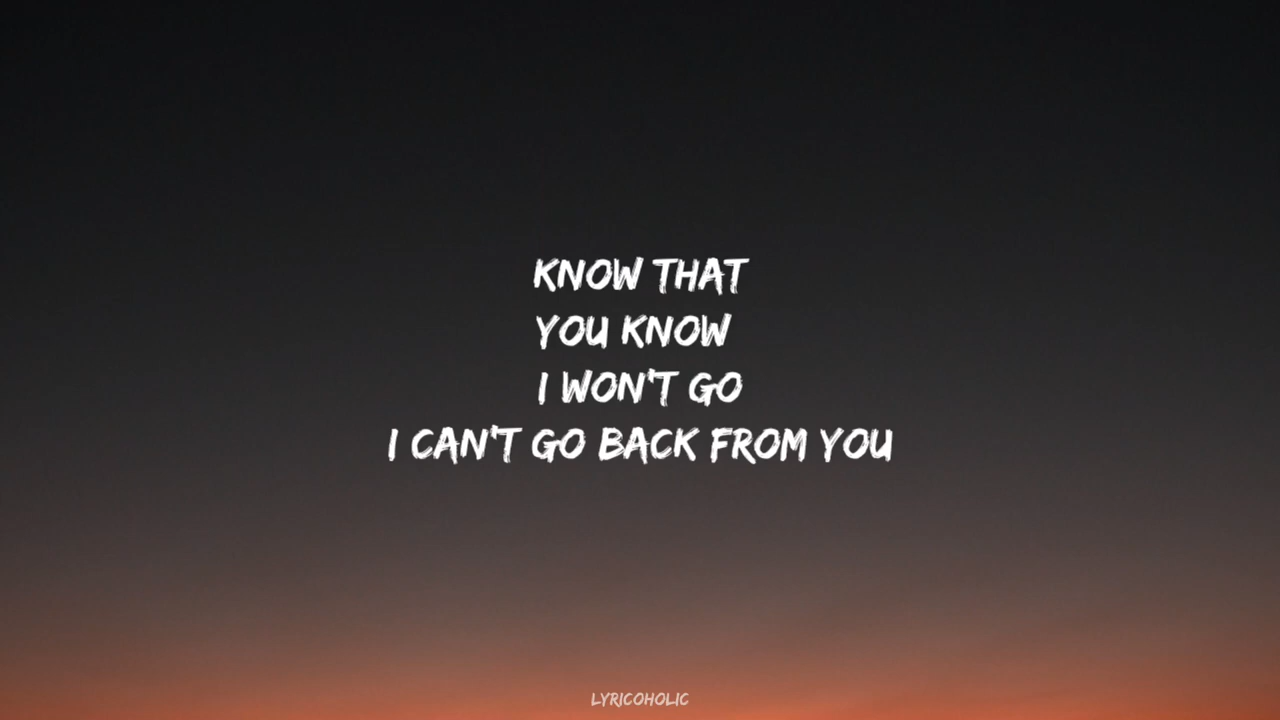 KNOW THAT
YOU KNOW
I WON'T GO
I CAN'T GO BACK FROM YOU
LYRICOHOLIC